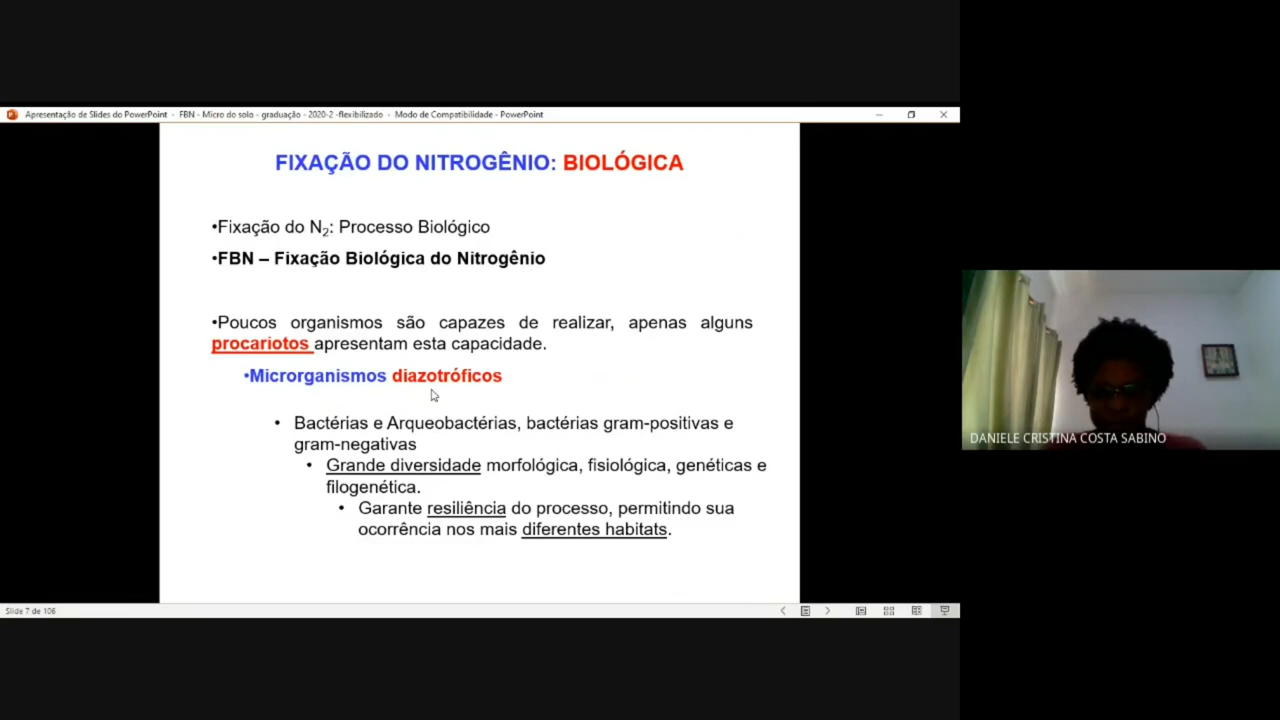 Apresentação de Slides do PowerPoint - FBN - Micro do solo - graduação - 2020-2 -flexibilizado - Modo de Compatibilidade - PowerPoint
FIXAÇÃO DO NITROGÊNIO: BIOLÓGICA
•Fixação do N₂: Processo Biológico
•FBN – Fixação Biológica do Nitrogênio
•Poucos organismos são capazes de realizar, apenas alguns
procariotos apresentam esta capacidade.
•Microrganismos diazotróficos
• Bactérias e Arqueobactérias, bactérias gram-positivas e
gram-negativas
• Grande diversidade morfológica, fisiológica, genéticas e
filogenética.
• Garante resiliência do processo, permitindo sua
ocorrência nos mais diferentes habitats.
DANIELE CRISTINA COSTA SABINO
Slide 7 de 106